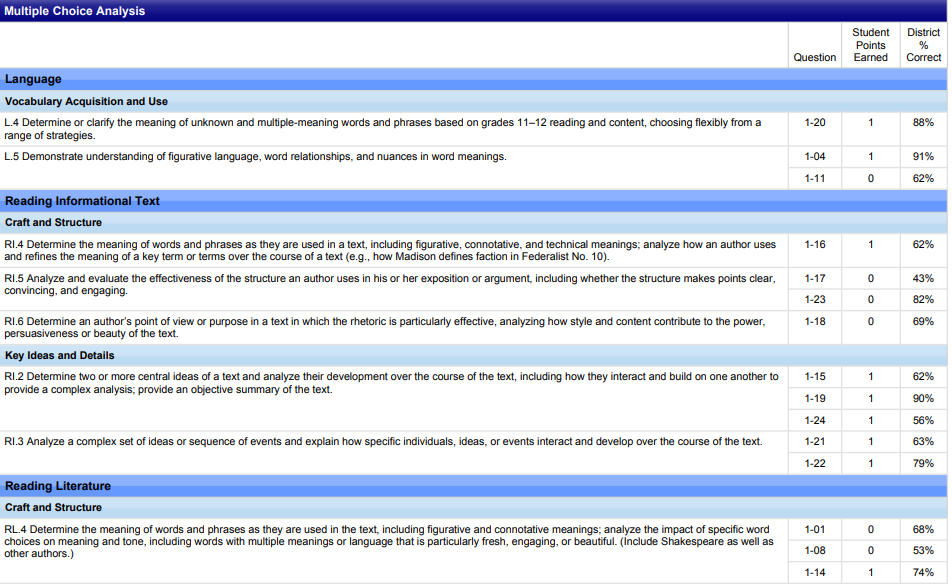 Multiple Choice Analysis
Question
Student
Points
Earned
District
%
Correct
Language
Vocabulary Acquisition and Use
L.4 Determine or clarify the meaning of unknown and multiple-meaning words and phrases based on grades 11–12 reading and content, choosing flexibly from a
range of strategies.
1-20 1 88%
L.5 Demonstrate understanding of figurative language, word relationships, and nuances in word meanings.
1-04 1 91%
1-11 0 62%
Reading Informational Text
Craft and Structure
RI.4 Determine the meaning of words and phrases as they are used in a text, including figurative, connotative, and technical meanings; analyze how an author uses
and refines the meaning of a key term or terms over the course of a text (e.g., how Madison defines faction in Federalist No. 10).
1-16 1 62%
RI.5 Analyze and evaluate the effectiveness of the structure an author uses in his or her exposition or argument, including whether the structure makes points clear,
convincing, and engaging.
1-17 0 43%
1-23 0 82%
RI.6 Determine an author's point of view or purpose in a text in which the rhetoric is particularly effective, analyzing how style and content contribute to the power,
persuasiveness or beauty of the text.
1-18 0 69%
Key Ideas and Details
RI.2 Determine two or more central ideas of a text and analyze their development over the course of the text, including how they interact and build on one another to
provide a complex analysis; provide an objective summary of the text.
1-15 1 62%
1-19 1 90%
1-24 1 56%
RI.3 Analyze a complex set of ideas or sequence of events and explain how specific individuals, ideas, or events interact and develop over the course of the text.
1-21 1 63%
1-22 1 79%
Reading Literature
Craft and Structure
RL.4 Determine the meaning of words and phrases as they are used in the text, including figurative and connotative meanings; analyze the impact of specific word
choices on meaning and tone, including words with multiple meanings or language that is particularly fresh, engaging, or beautiful. (Include Shakespeare as well as
other authors.)
1-01 0 68%
1-08 0 53%
1-14 1 74%